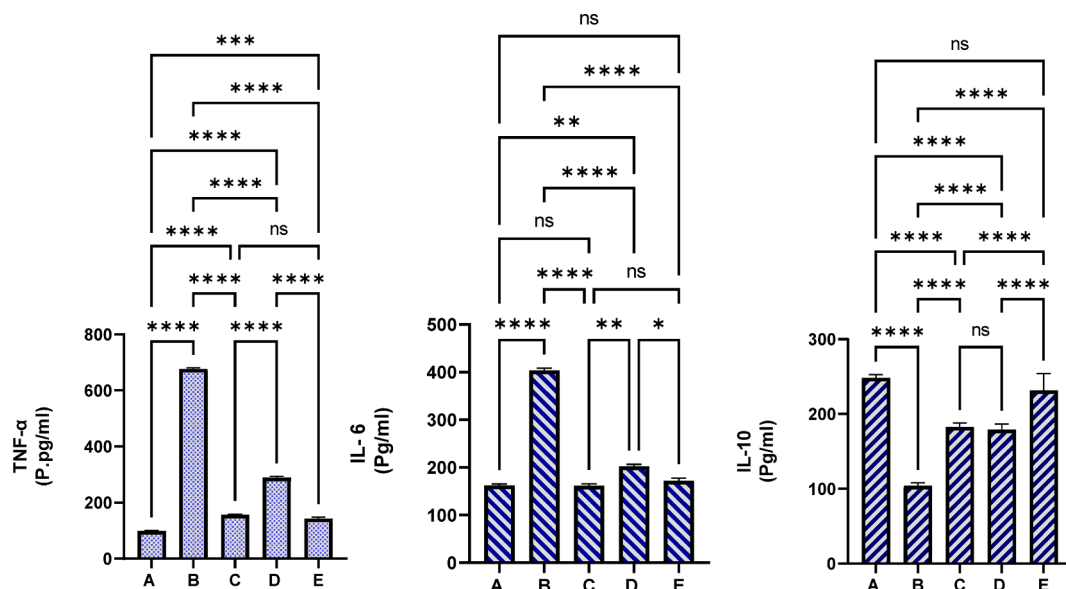 ***
****
****
****
****
ns
****
****
****
****
800
600
400
200
0
TNF-α
(P.pg/ml)
A B C D E
ns
****
**
****
ns
****
ns
****
**
*
500
400
300
200
100
0
IL- 6
(Pg/ml)
A B C D E
ns
****
****
****
****
****
****
****
****
ns
300
200
100
0
IL-10
(Pg/ml)
A B C D E